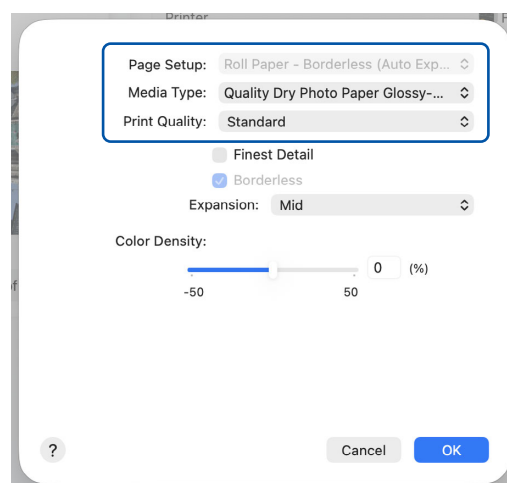 Printer
Page Setup: Roll Paper - Borderless (Auto Exp...
Media Type: Quality Dry Photo Paper Glossy-...
Print Quality: Standard
Finest Detail
Borderless
Expansion: Mid
Color Density:
0 (%)
-50 50
? Cancel OK